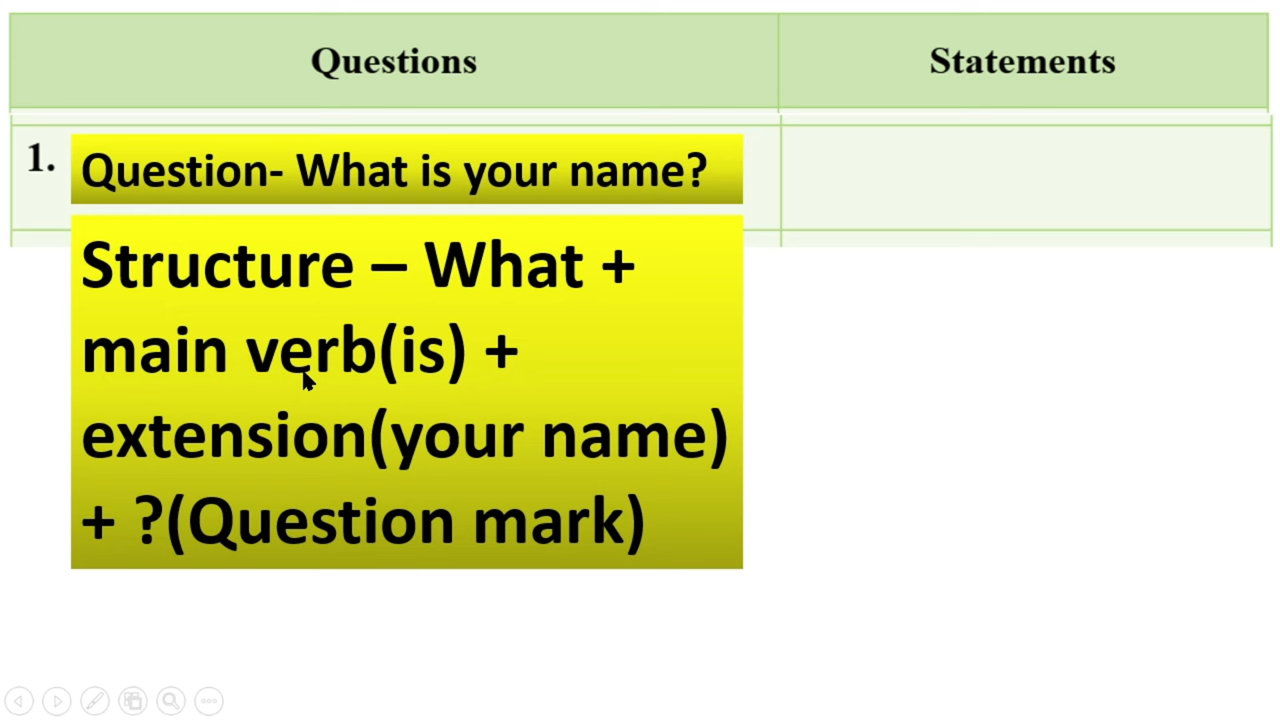 Questions
Statements
1.
Question- What is your name?
Structure – What +
main verb(is) +
extension(your name)
+ ?(Question mark)